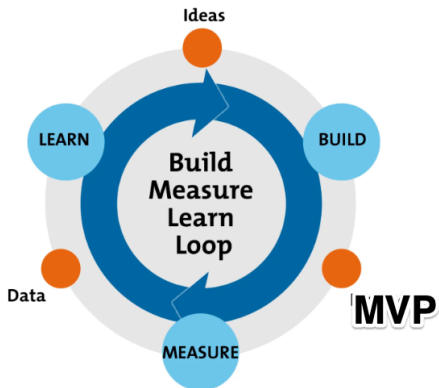 Ideas
LEARN
BUILD
Build
Measure
Learn
Loop
Data
MVP
MEASURE